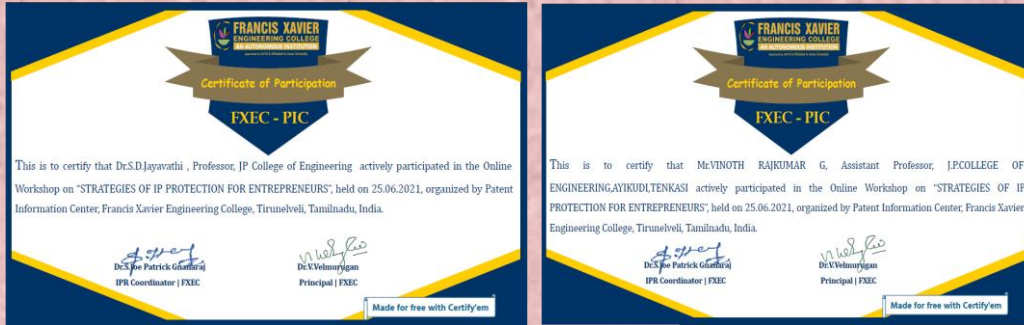 FRANCIS XAVIER
ENGINEERING COLLEGE
AN AUTONOMOUS INSTITUTION
Certificate of Participation
FXEC - PIC
This is to certify that Dr.S.D.Jayavathi , Professor, JP College of Engineering actively participated in the Online
Workshop on "STRATEGIES OF IP PROTECTION FOR ENTREPRENEURS", held on 25.06.2021, organized by Patent
Information Center, Francis Xavier Engineering College, Tirunelveli, Tamilnadu, India.
Dr.S.Joe Patrick Gnanaraj
IPR Coordinator | FXEC
Dr.V.Velmurugan
Principal | FXEC
Made for free with Certify'em
FRANCIS XAVIER
ENGINEERING COLLEGE
AN AUTONOMOUS INSTITUTION
Certificate of Participation
FXEC - PIC
This is to certify that Mr.VINOTH RAJKUMAR G, Assistant Professor, J.P.COLLEGE OF
ENGINEERING,AYIKUDI,TENKASI actively participated in the Online Workshop on "STRATEGIES OF IP
PROTECTION FOR ENTREPRENEURS", held on 25.06.2021, organized by Patent Information Center, Francis Xavier
Engineering College, Tirunelveli, Tamilnadu, India.
Dr.S.Joe Patrick Gnanaraj
IPR Coordinator | FXEC
Dr.V.Velmurugan
Principal | FXEC
Made for free with Certify'em